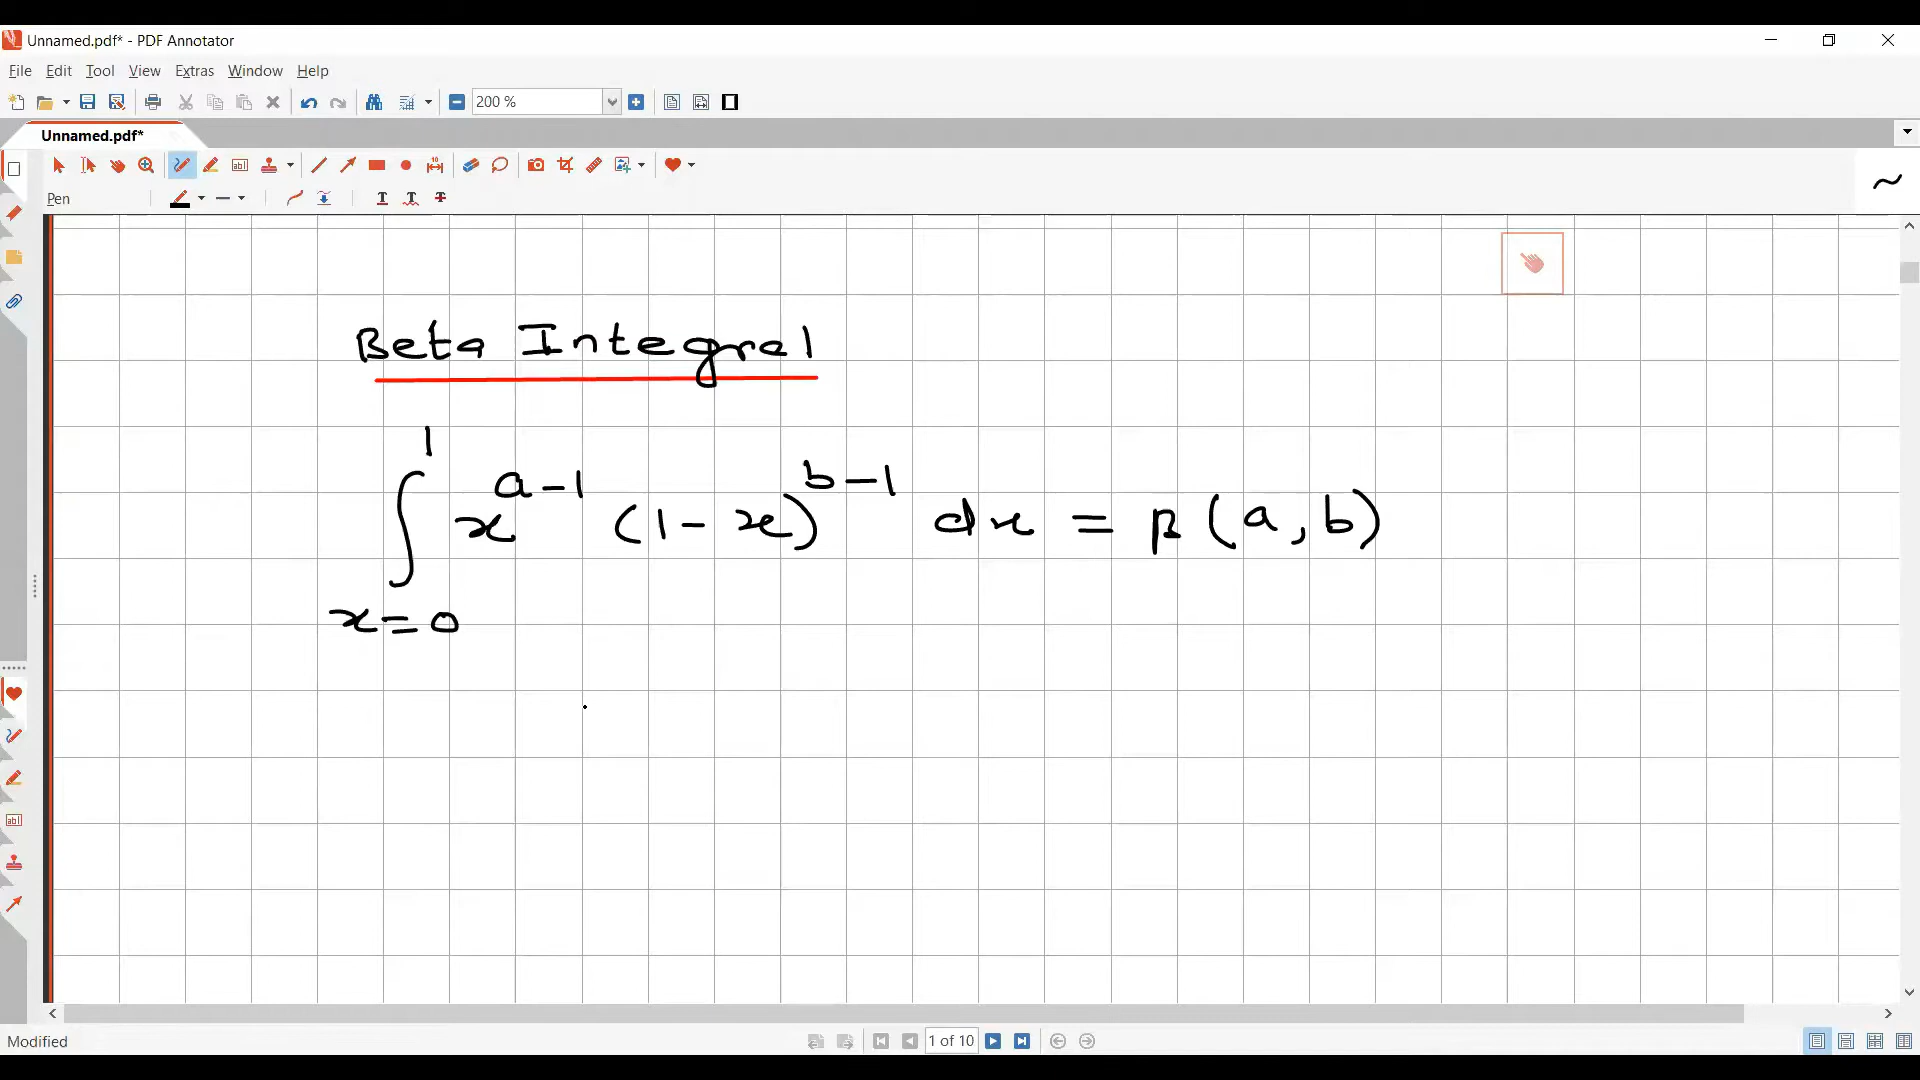 Unnamed.pdf* - PDF Annotator
File Edit Tool View Extras Window Help
200 %
Unnamed.pdf*
Pen
Beta Integral
1
a-1 b-1
∫ x (1-x) dx = β(a,b)
x=0
Modified
1 of 10